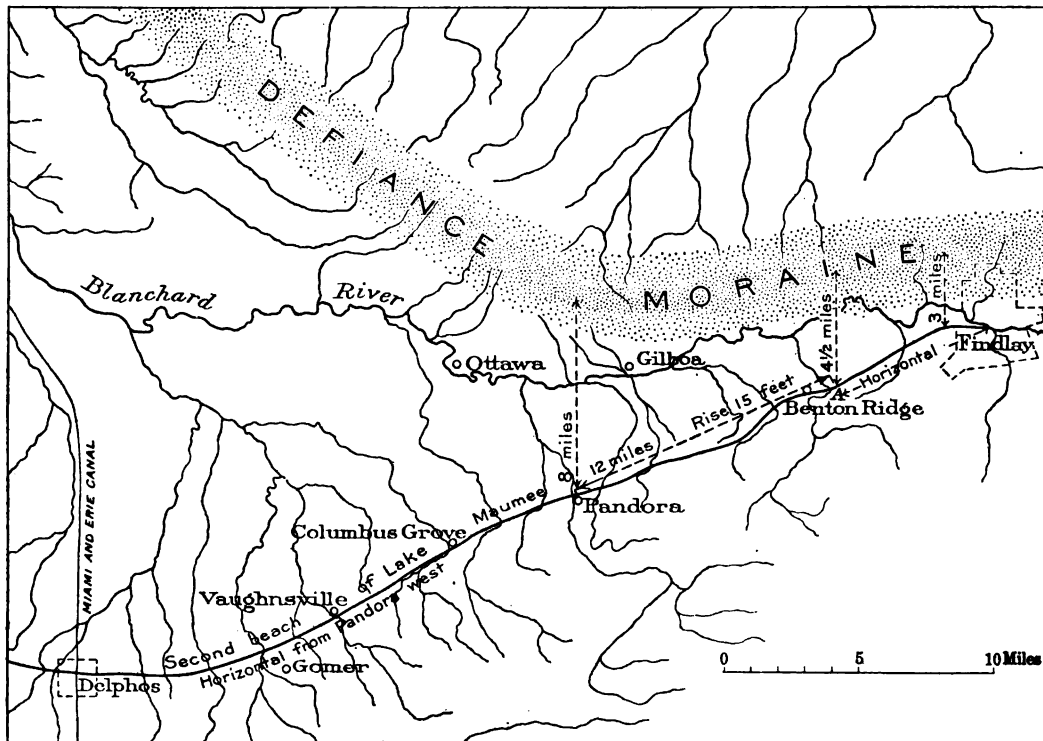 DEFIANCE
MORAINE
Blanchard River
Ottawa
Gilboa
Findlay
Benton Ridge
Pandora
Columbus Grove
Vaughnsville
Gomer
Delphos
MIAMI AND ERIE CANAL
8 miles
4½ miles
3 miles
12 miles
Rise 15 feet
A
Horizontal
Second beach of Lake Maumee
Horizontal from Pandora west
0 5 10 Miles